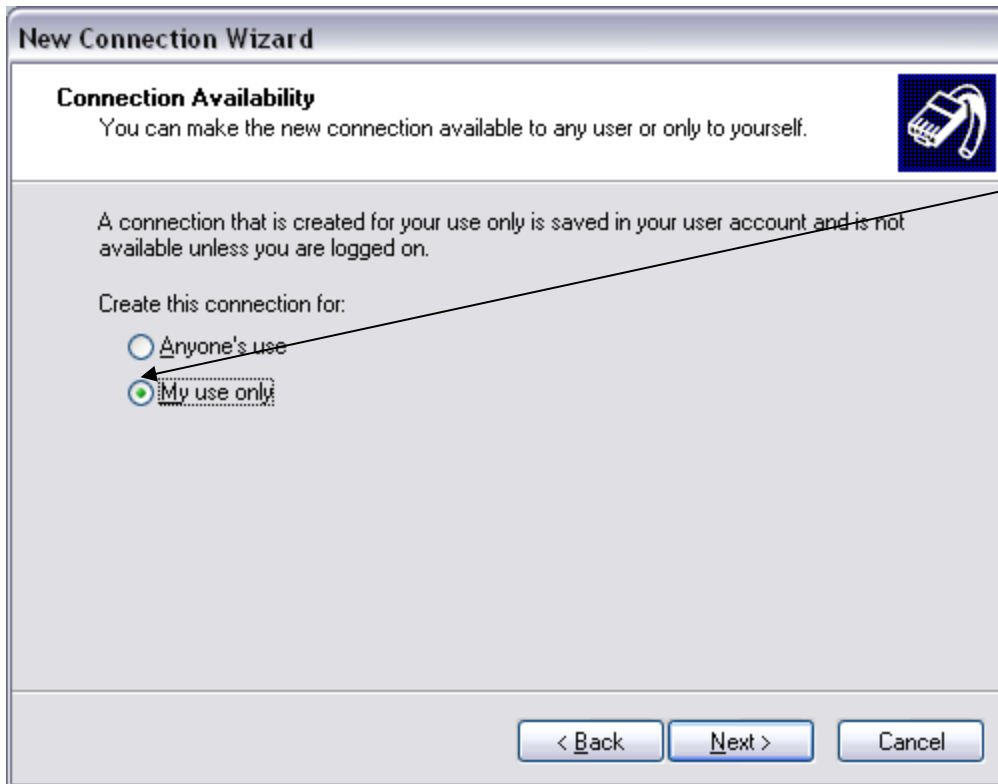 New Connection Wizard
Connection Availability
You can make the new connection available to any user or only to yourself.
A connection that is created for your use only is saved in your user account and is not
available unless you are logged on.
Create this connection for:
Anyone's use
My use only
< Back
Next >
Cancel